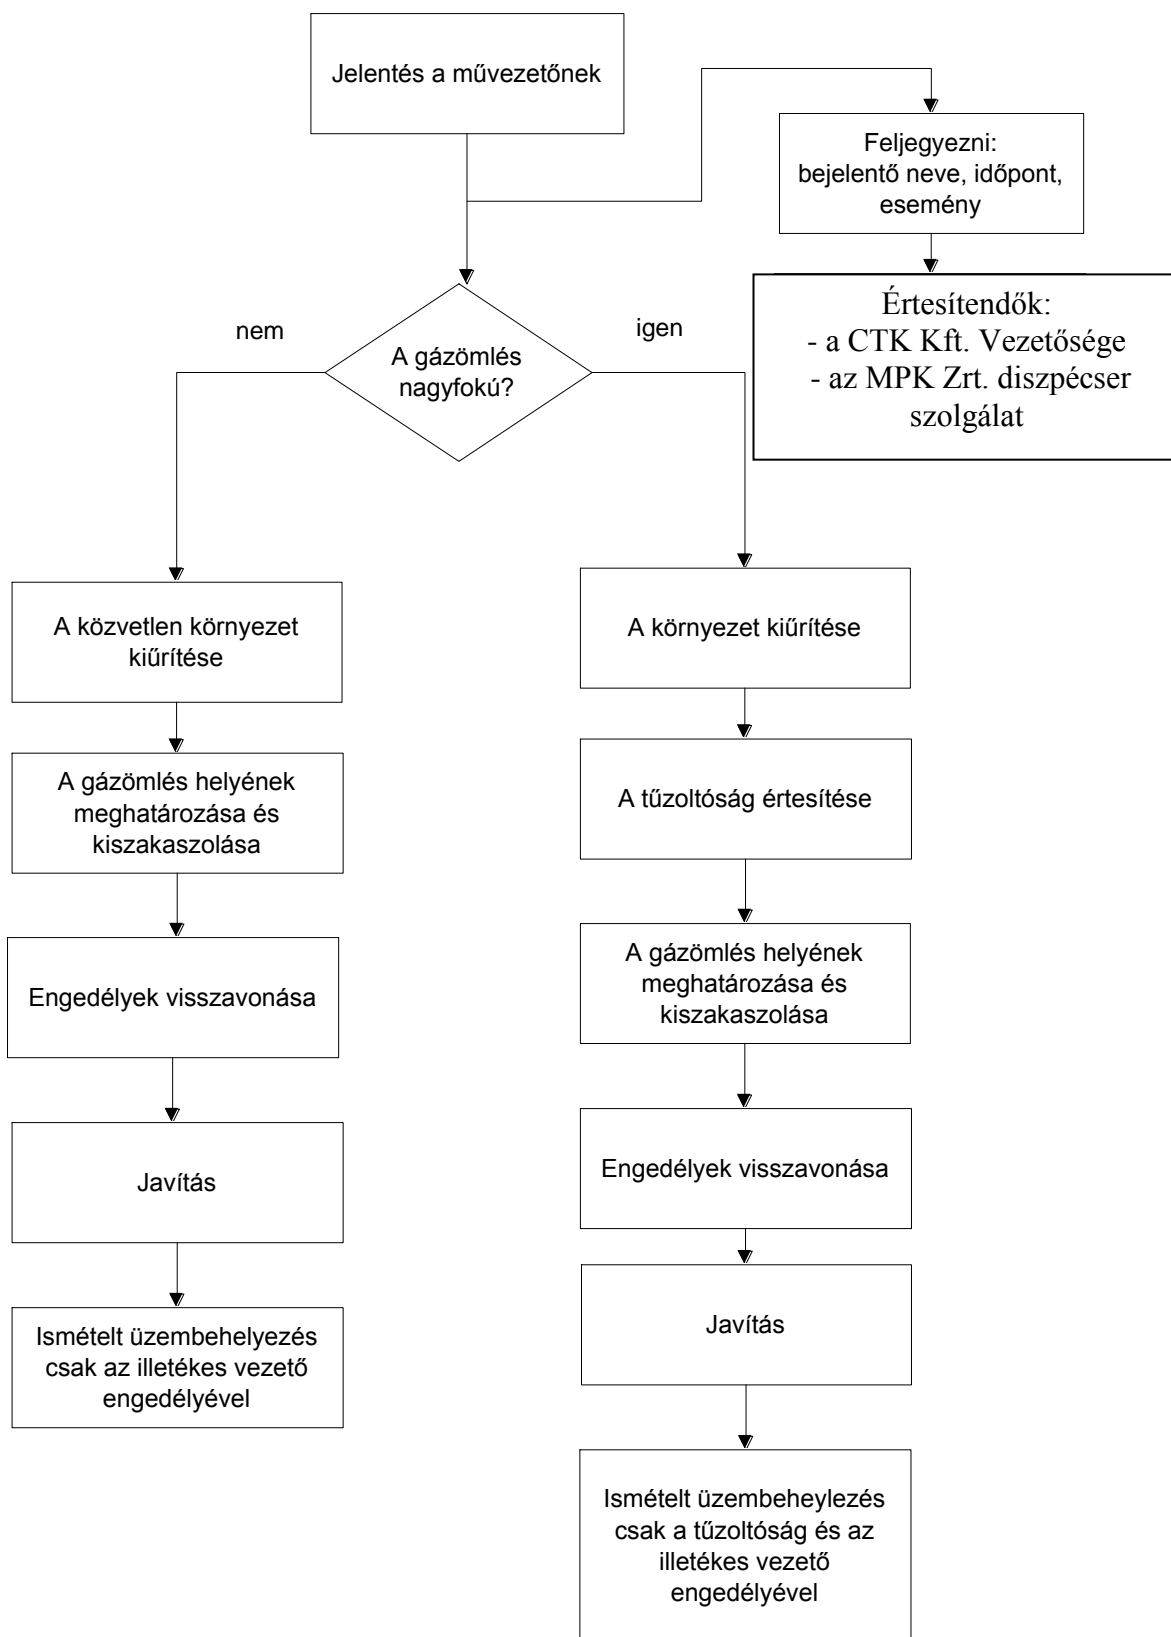 Jelentés a művezetőnek
Feljegyezni:
bejelentő neve, időpont,
esemény
Értesítendők:
- a CTK Kft. Vezetősége
- az MPK Zrt. diszpécser
szolgálat
nem
igen
A gázömlés
nagyfokú?
A közvetlen környezet
kiűrítése
A gázömlés helyének
meghatározása és
kiszakaszolása
Engedélyek visszavonása
Javítás
Ismételt üzembehelyezés
csak az illetékes vezető
engedélyével
A környezet kiűrítése
A tűzoltóság értesítése
A gázömlés helyének
meghatározása és
kiszakaszolása
Engedélyek visszavonása
Javítás
Ismételt üzembeheylezés
csak a tűzoltóság és az
illetékes vezető
engedélyével